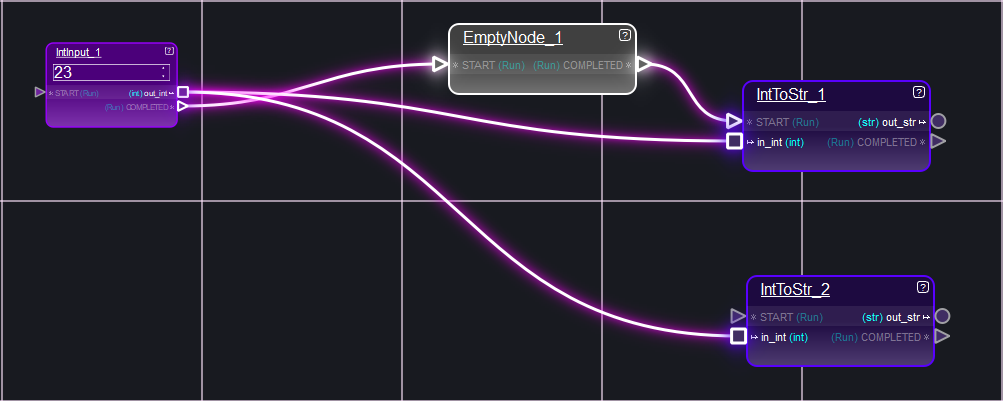 IntInput_1 ?
23 :
* START (Run) (int) out_int ↦
(Run) COMPLETED *
EmptyNode_1 ?
* START (Run) (Run) COMPLETED *
IntToStr_1 ?
* START (Run) (str) out_str ↦
↦ in_int (int) (Run) COMPLETED *
IntToStr_2 ?
* START (Run) (str) out_str ↦
↦ in_int (int) (Run) COMPLETED *